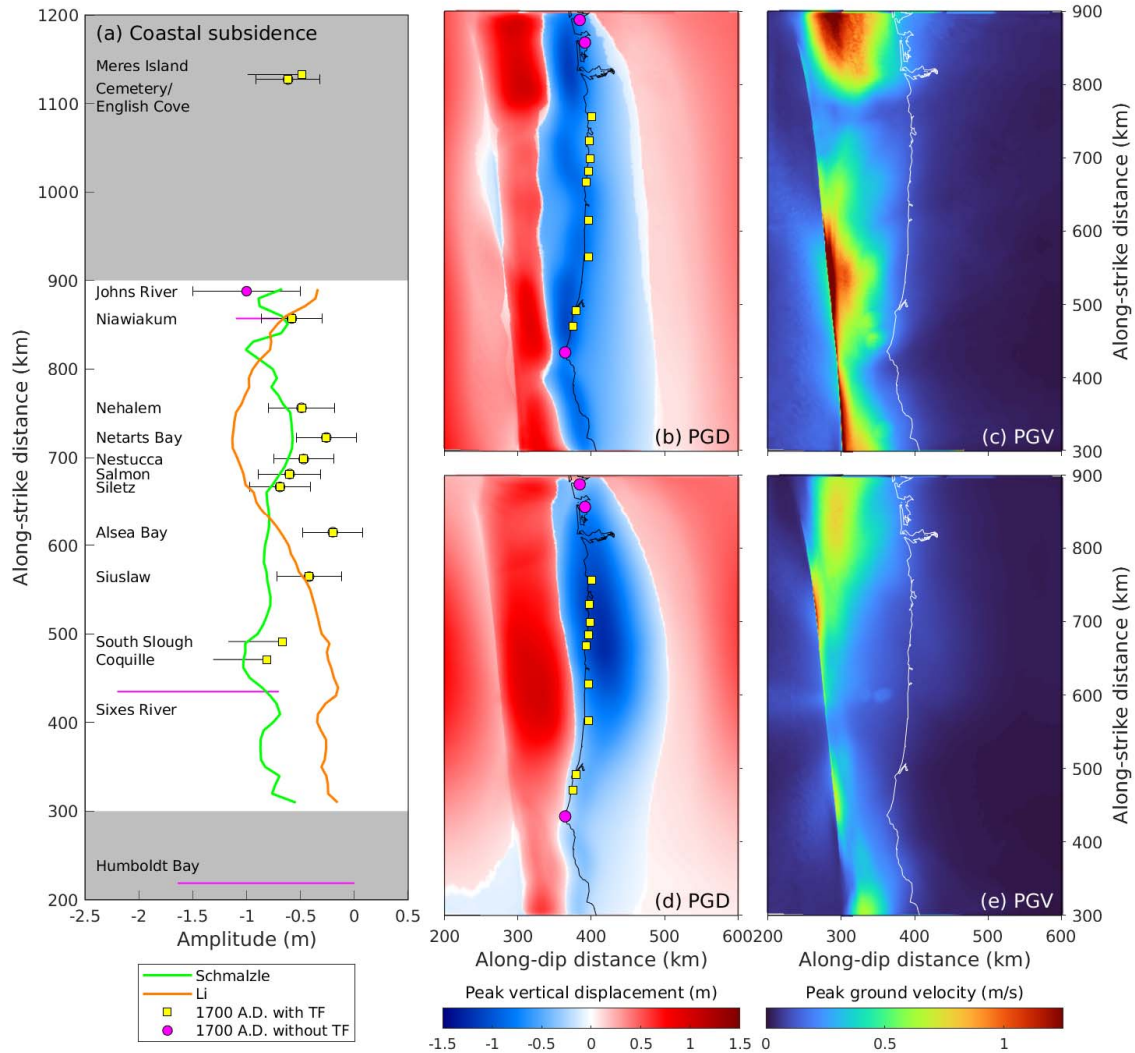 (a) Coastal subsidence
1200
1100
1000
900
800
700
600
500
400
300
200
Along-strike distance (km)
Meres Island
Cemetery/
English Cove
Johns River
Niawiakum
Nehalem
Netarts Bay
Nestucca
Salmon
Siletz
Alsea Bay
Siuslaw
South Slough
Coquille
Sixes River
Humboldt Bay
-2.5 -2 -1.5 -1 -0.5 0 0.5
Amplitude (m)
Schmalzle
Li
1700 A.D. with TF
1700 A.D. without TF
(b) PGD
(c) PGV
900
800
700
600
500
400
300
Along-strike distance (km)
(d) PGD
(e) PGV
900
800
700
600
500
400
300
Along-strike distance (km)
200 300 400 500 600
Along-dip distance (km)
200 300 400 500 600
Along-dip distance (km)
Peak vertical displacement (m)
-1.5 -1 -0.5 0 0.5 1 1.5
Peak ground velocity (m/s)
0 0.5 1